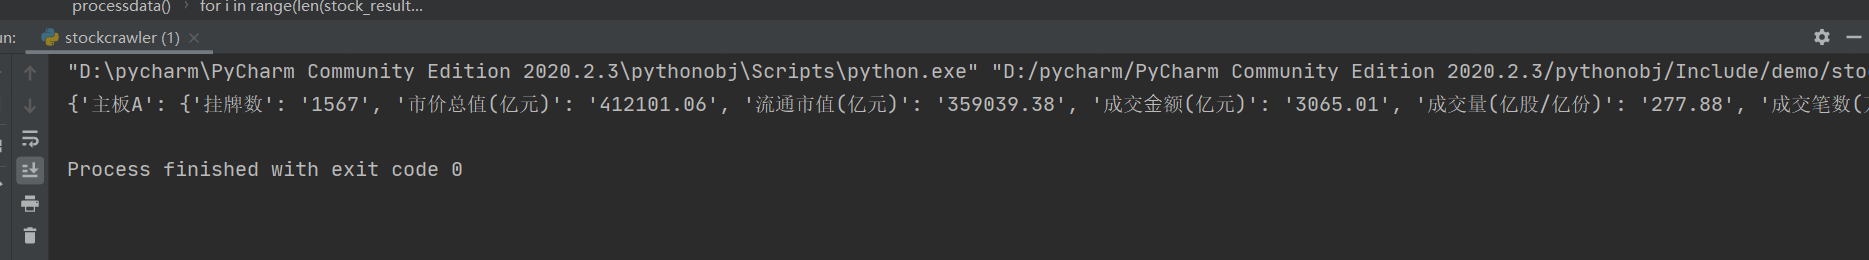 processdata() › for i in range(len(stock_result...
un: stockcrawler (1) ×
"D:\pycharm\PyCharm Community Edition 2020.2.3\pythonobj\Scripts\python.exe" "D:/pycharm/PyCharm Community Edition 2020.2.3/pythonobj/Include/demo/sto
{'主板A': {'挂牌数': '1567', '市价总值(亿元)': '412101.06', '流通市值(亿元)': '359039.38', '成交金额(亿元)': '3065.01', '成交量(亿股/亿份)': '277.88', '成交笔数(
Process finished with exit code 0